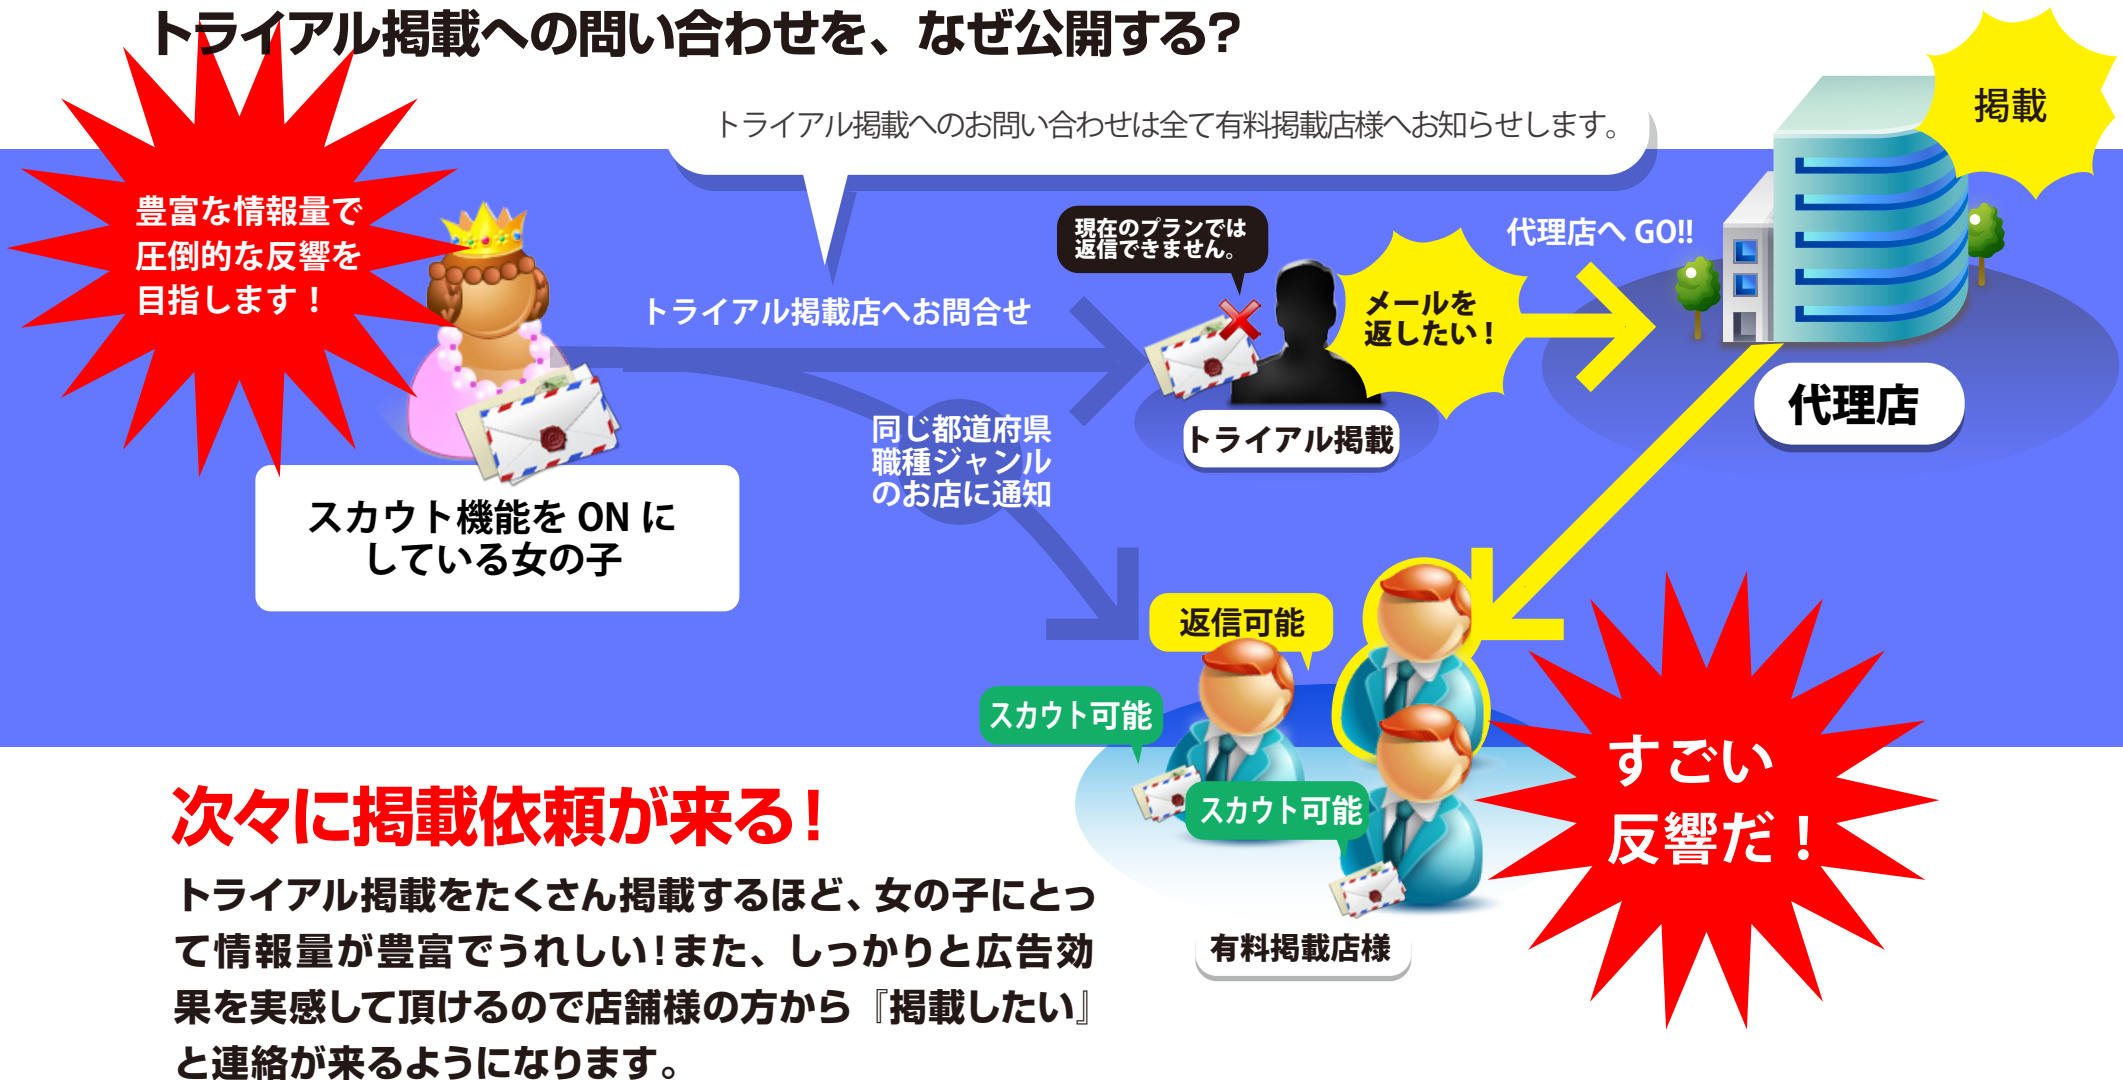 トライアル掲載への問い合わせを、なぜ公開する?
トライアル掲載へのお問い合わせは全て有料掲載店様へお知らせします。
掲載
豊富な情報量で
圧倒的な反響を
目指します！
現在のプランでは
返信できません。
代理店へ GO!!
トライアル掲載店へお問合せ
メールを
返したい！
代理店
同じ都道府県
職種ジャンル
のお店に通知
トライアル掲載
スカウト機能を ON に
している女の子
返信可能
スカウト可能
スカウト可能
すごい
反響だ！
有料掲載店様
次々に掲載依頼が来る！
トライアル掲載をたくさん掲載するほど、女の子にとっ
て情報量が豊富でうれしい！また、しっかりと広告効
果を実感して頂けるので店舗様の方から『掲載したい』
と連絡が来るようになります。